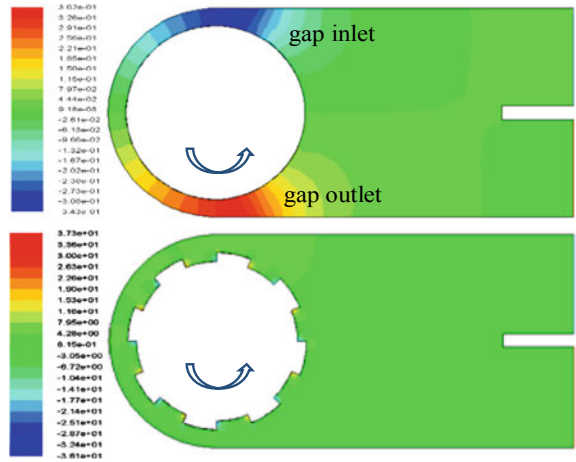 3.62e-01
3.26e-01
2.91e-01
2.56e-01
2.21e-01
1.85e-01
1.50e-01
1.15e-01
7.97e-02
4.44e-02
9.18e-03
-2.61e-02
-6.13e-02
-9.66e-02
-1.32e-01
-1.67e-01
-2.02e-01
-2.38e-01
-2.73e-01
-3.08e-01
-3.43e-01
gap inlet
gap outlet
3.73e+01
3.36e+01
3.00e+01
2.63e+01
2.26e+01
1.90e+01
1.53e+01
1.16e+01
7.95e+00
4.28e+00
6.15e-01
-3.05e+00
-6.72e+00
-1.04e+01
-1.41e+01
-1.77e+01
-2.14e+01
-2.51e+01
-2.87e+01
-3.24e+01
-3.61e+01